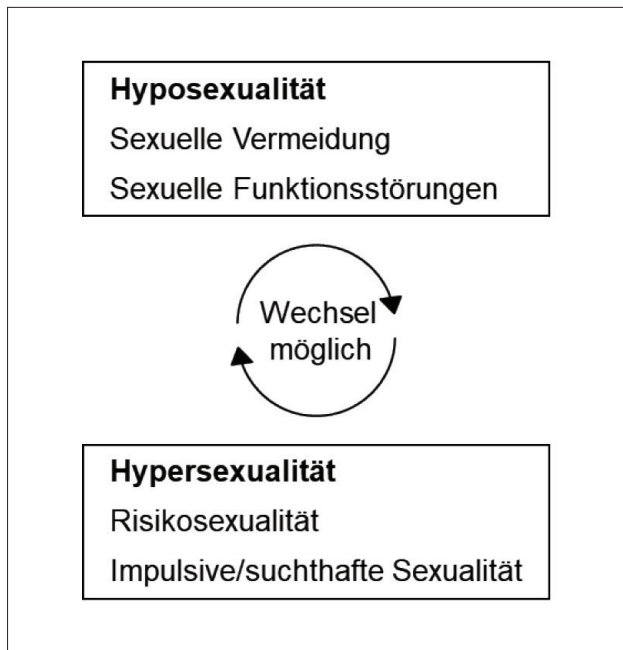 Hyposexualität
Sexuelle Vermeidung
Sexuelle Funktionsstörungen
Wechsel
möglich
Hypersexualität
Risikosexualität
Impulsive/suchthafte Sexualität